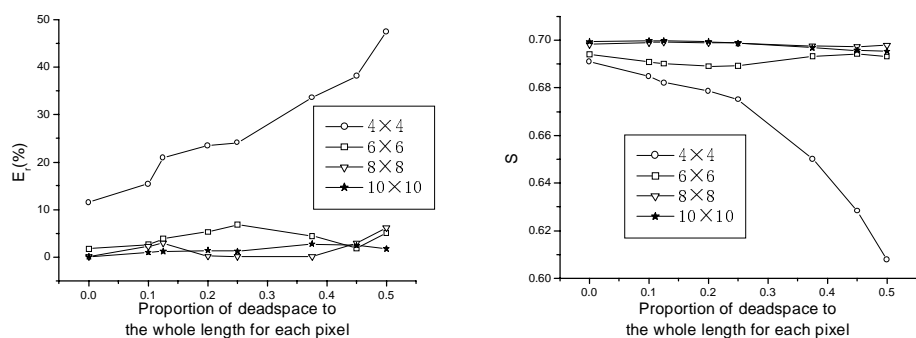 50
40
30
20
10
0
E_r(%)
4×4
6×6
8×8
10×10
0.0 0.1 0.2 0.3 0.4 0.5
Proportion of deadspace to
the whole length for each pixel
0.70
0.68
0.66
0.64
0.62
0.60
S
4×4
6×6
8×8
10×10
0.0 0.1 0.2 0.3 0.4 0.5
Proportion of deadspace to
the whole length for each pixel